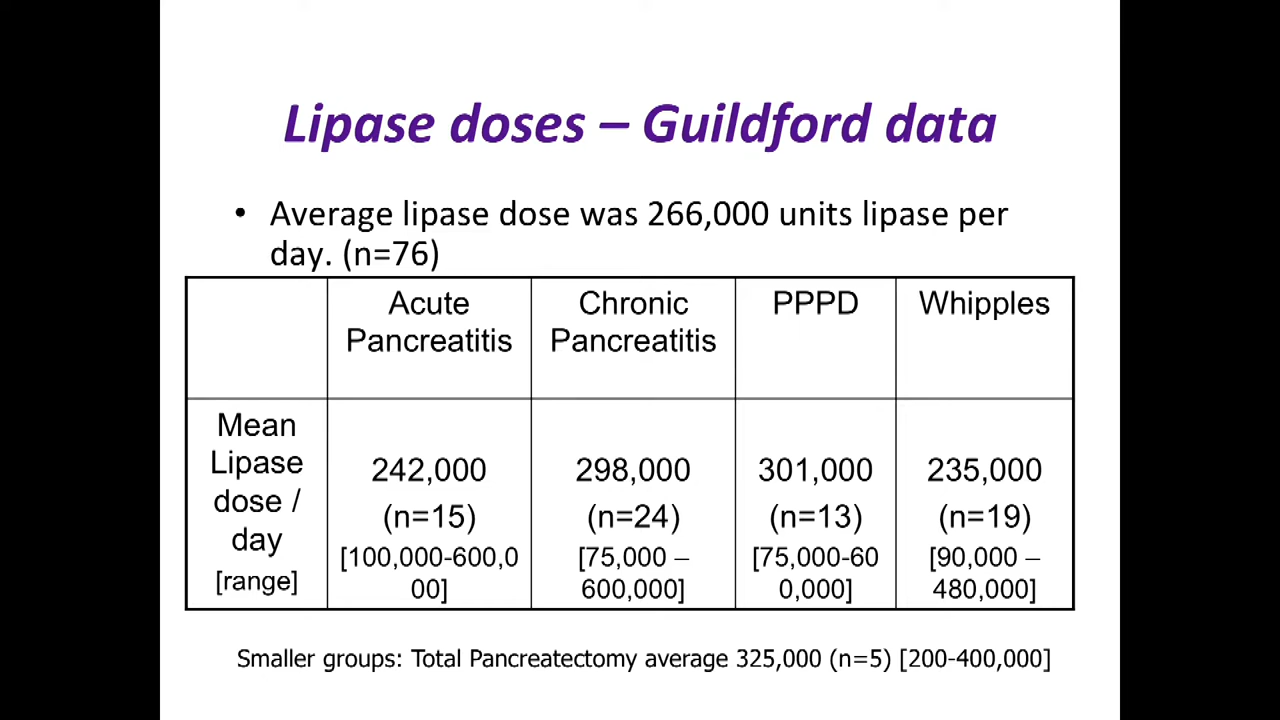 Lipase doses – Guildford data
• Average lipase dose was 266,000 units lipase per
day. (n=76)
Acute
Pancreatitis
Chronic
Pancreatitis
PPPD
Whipples
Mean
Lipase
dose /
day
[range]
242,000
(n=15)
[100,000-600,0
00]
298,000
(n=24)
[75,000 –
600,000]
301,000
(n=13)
[75,000-60
0,000]
235,000
(n=19)
[90,000 –
480,000]
Smaller groups: Total Pancreatectomy average 325,000 (n=5) [200-400,000]